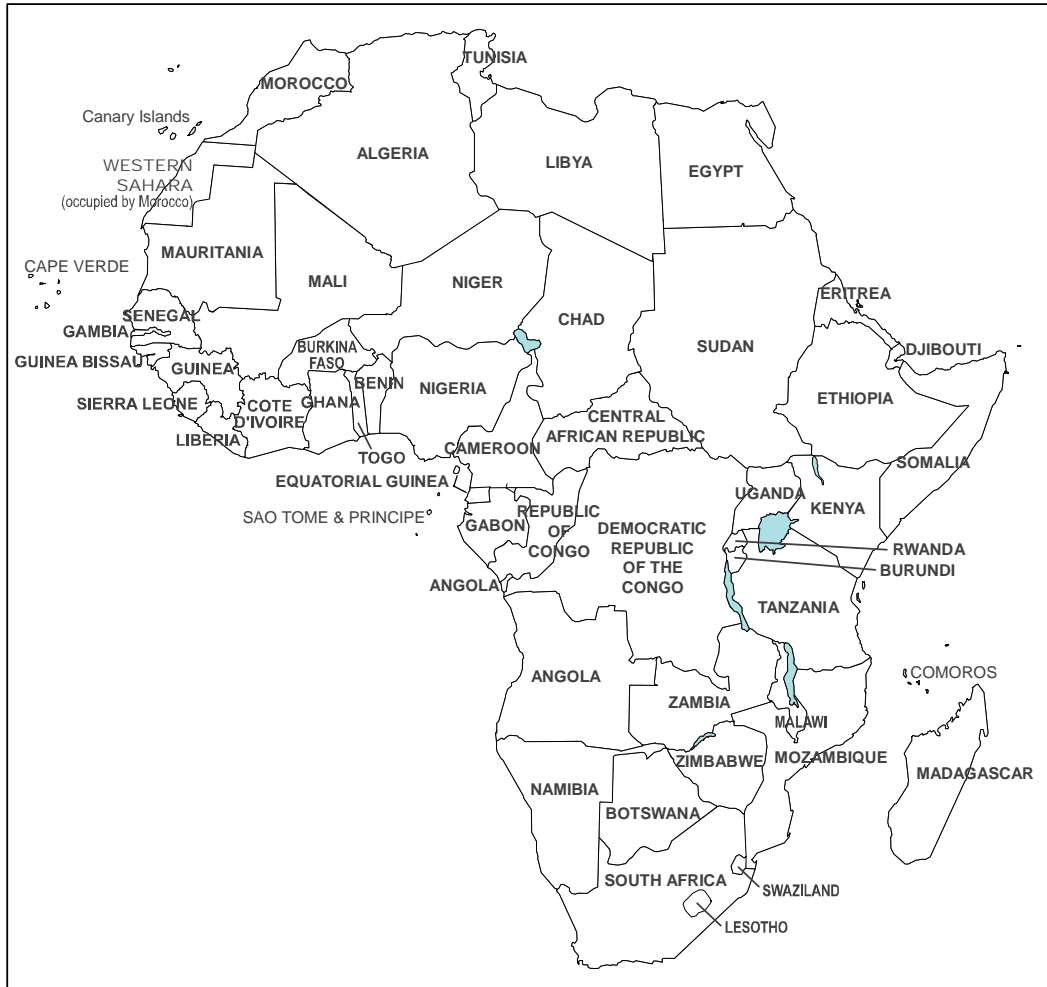 TUNISIA
MOROCCO
Canary Islands
ALGERIA
LIBYA
EGYPT
WESTERN
SAHARA
(occupied by Morocco)
MAURITANIA
CAPE VERDE
MALI
NIGER
CHAD
SUDAN
ERITREA
SENEGAL
GAMBIA
GUINEA BISSAU
GUINEA
BURKINA
FASO
BENIN
NIGERIA
DJIBOUTI
ETHIOPIA
SIERRA LEONE
COTE
D'IVOIRE
GHANA
LIBERIA
TOGO
CENTRAL
AFRICAN REPUBLIC
CAMEROON
SOMALIA
EQUATORIAL GUINEA
UGANDA
KENYA
SAO TOME & PRINCIPE
GABON
REPUBLIC
OF
CONGO
DEMOCRATIC
REPUBLIC
OF THE
CONGO
RWANDA
BURUNDI
ANGOLA
TANZANIA
COMOROS
ANGOLA
ZAMBIA
MALAWI
MOZAMBIQUE
ZIMBABWE
MADAGASCAR
NAMIBIA
BOTSWANA
SOUTH AFRICA
SWAZILAND
LESOTHO